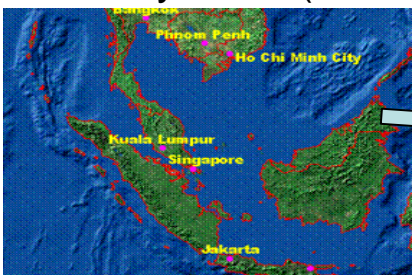 Bangkok
Phnom Penh
Ho Chi Minh City
Kuala Lumpur
Singapore
Jakarta